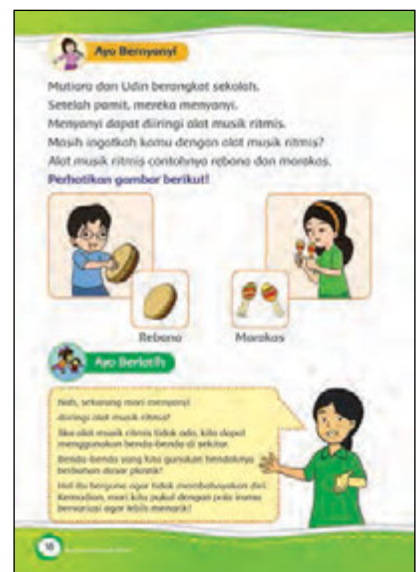 Ayo Bernyanyi
Mutiara dan Udin berangkat sekolah.
Setelah pamit, mereka menyanyi.
Menyanyi dapat diiringi alat musik ritmis.
Masih ingatkah kamu dengan alat musik ritmis?
Alat musik ritmis contohnya rebana dan marakas.
Perhatikan gambar berikut!
Rebana
Marakas
Ayo Berlatih
Nah, sekarang mari menyanyi
diiringi alat musik ritmis!
Jika alat musik ritmis tidak ada, kita dapat
menggunakan benda-benda di sekitar.
Benda-benda yang kita gunakan hendaknya
berbahan dasar plastik!
Hal itu berguna agar tidak membahayakan diri.
Kemudian, mari kita pukul dengan pola irama
bervariasi agar lebih menarik!